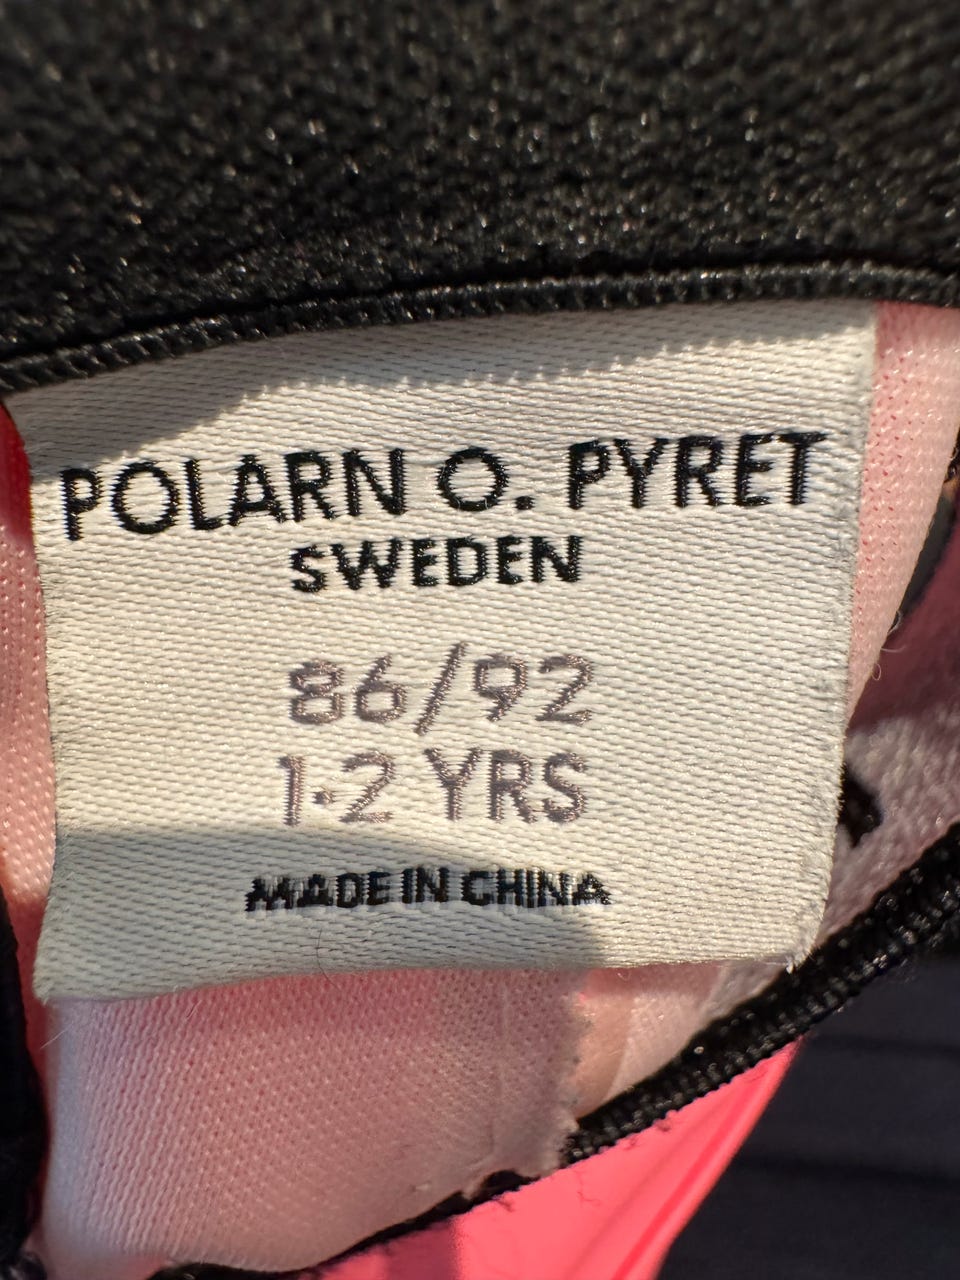 POLARN O. PYRET
SWEDEN
86/92
1-2 YRS
MADE IN CHINA